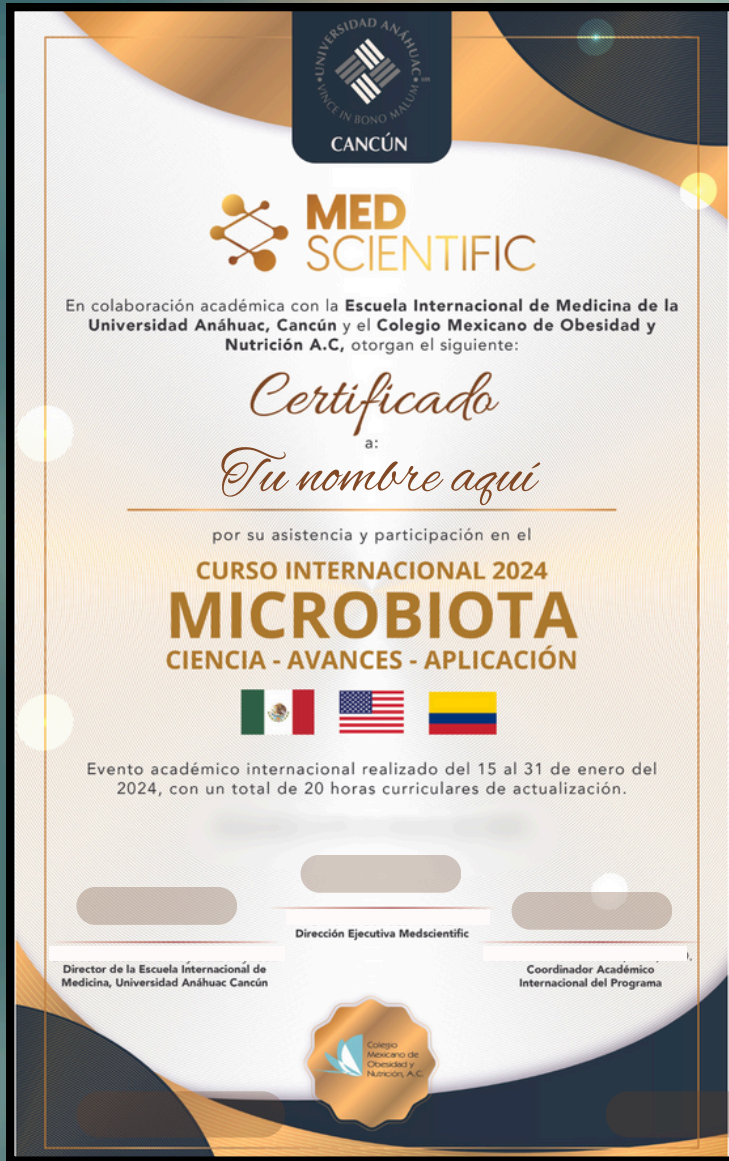 UNIVERSIDAD ANÁHUAC
VINCE IN BONO MALUM
CANCÚN
MED
SCIENTIFIC
En colaboración académica con la Escuela Internacional de Medicina de la
Universidad Anáhuac, Cancún y el Colegio Mexicano de Obesidad y
Nutrición A.C, otorgan el siguiente:
Certificado
a:
Tu nombre aquí
por su asistencia y participación en el
CURSO INTERNACIONAL 2024
MICROBIOTA
CIENCIA - AVANCES - APLICACIÓN
Evento académico internacional realizado del 15 al 31 de enero del
2024, con un total de 20 horas curriculares de actualización.
Dirección Ejecutiva Medscientific
Director de la Escuela Internacional de
Medicina, Universidad Anáhuac Cancún
Coordinador Académico
Internacional del Programa
Colegio
Mexicano de
Obesidad y
Nutrición, A.C.